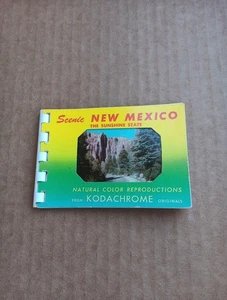 Scenic NEW MEXICO
THE SUNSHINE STATE
NATURAL COLOR REPRODUCTIONS
FROM KODACHROME ORIGINALS